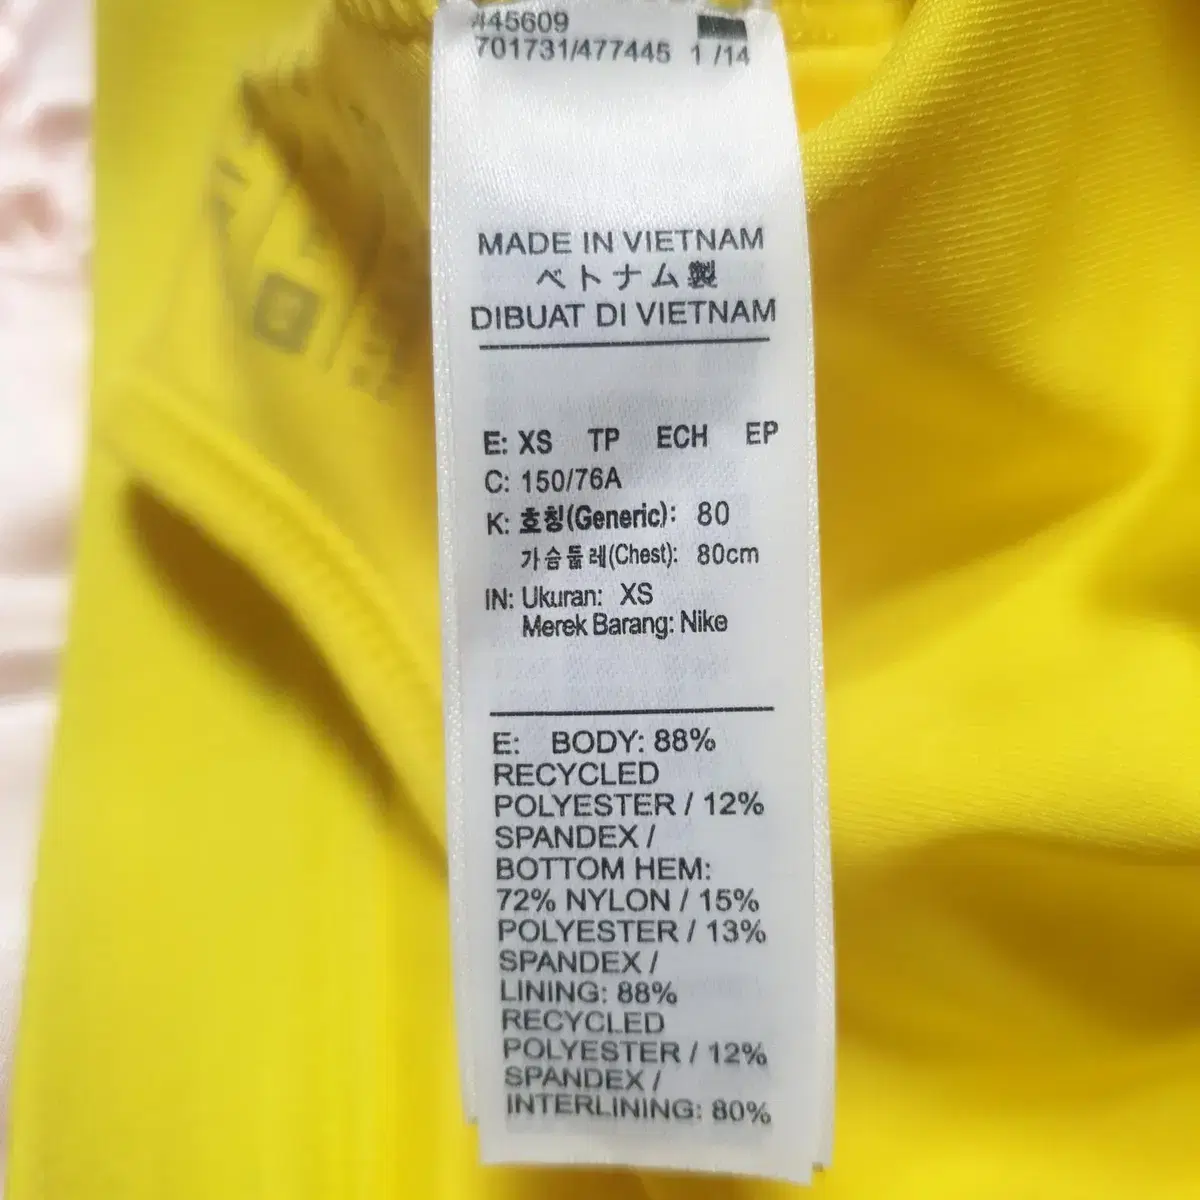 445609
701731/477445 1 /14
MADE IN VIETNAM
ベトナム製
DIBUAT DI VIETNAM
E: XS TP ECH EP
C: 150/76A
K: 호칭(Generic): 80
가슴둘레(Chest): 80cm
IN: Ukuran: XS
Merek Barang: Nike
E: BODY: 88%
RECYCLED
POLYESTER / 12%
SPANDEX /
BOTTOM HEM:
72% NYLON / 15%
POLYESTER / 13%
SPANDEX /
LINING: 88%
RECYCLED
POLYESTER / 12%
SPANDEX /
INTERLINING: 80%